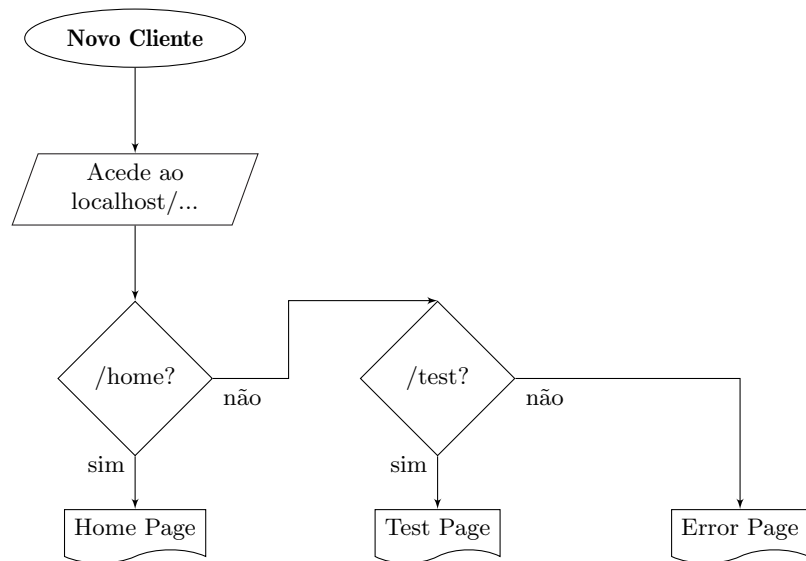 Novo Cliente
Acede ao
localhost/...
/home?
não
/test?
não
sim
sim
Home Page
Test Page
Error Page